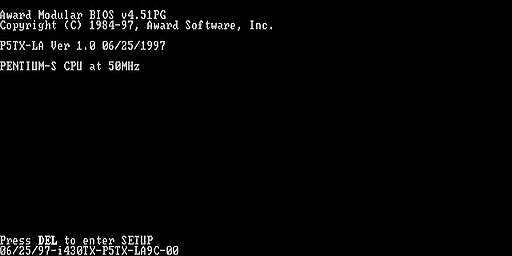 Award Modular BIOS v4.51PG
Copyright (C) 1984-97, Award Software, Inc.
P5TX-LA Ver 1.0 06/25/1997
PENTIUM-S CPU at 50MHz
Press DEL to enter SETUP
06/25/97-i430TX-P5TX-LA9C-00